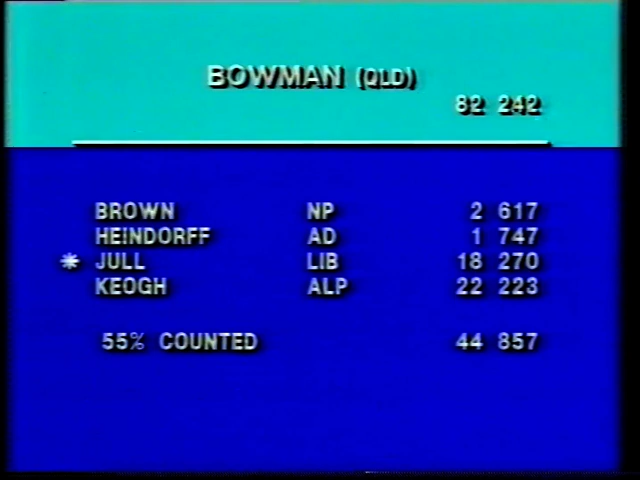 BOWMAN (QLD)
82 242
BROWN NP 2 617
HEINDORFF AD 1 747
* JULL LIB 18 270
KEOGH ALP 22 223
55% COUNTED 44 857